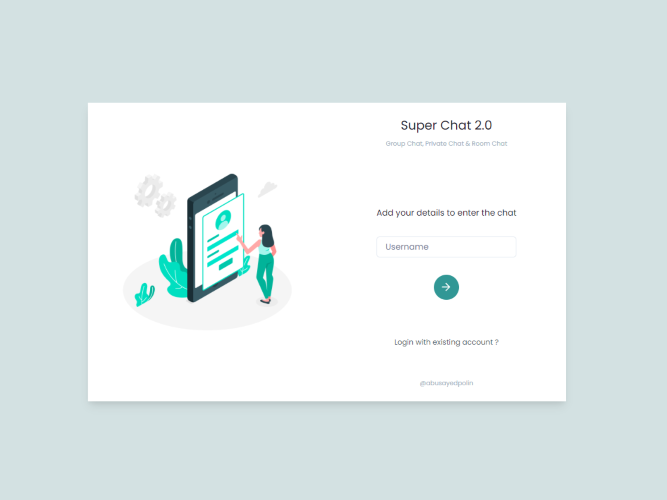 Super Chat 2.0
Group Chat, Private Chat & Room Chat
Add your details to enter the chat
Username
Login with existing account ?
@abusayedpolin